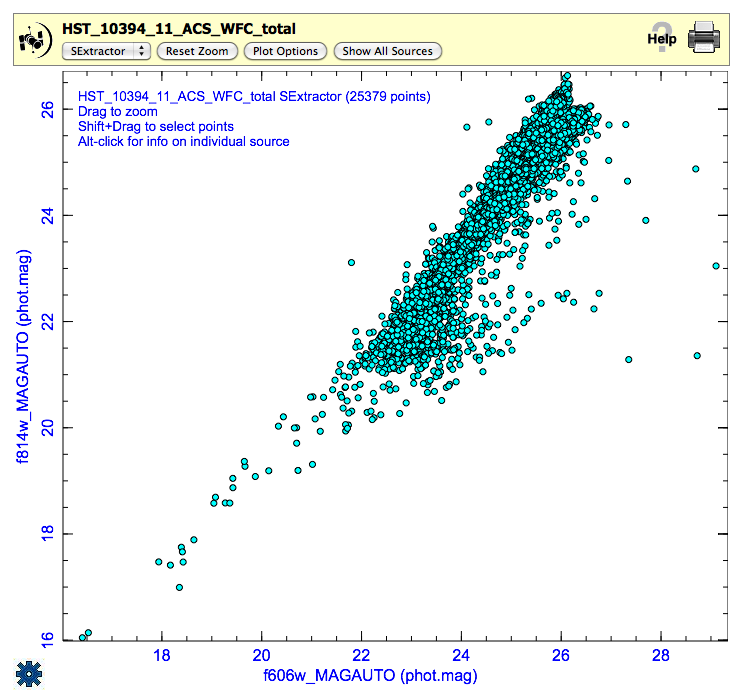 HST_10394_11_ACS_WFC_total
SExtractor Reset Zoom Plot Options Show All Sources
Help
HST_10394_11_ACS_WFC_total SExtractor (25379 points)
Drag to zoom
Shift+Drag to select points
Alt-click for info on individual source
26
24
22
20
18
16
f814w_MAGAUTO (phot.mag)
18 20 22 24 26 28
f606w_MAGAUTO (phot.mag)